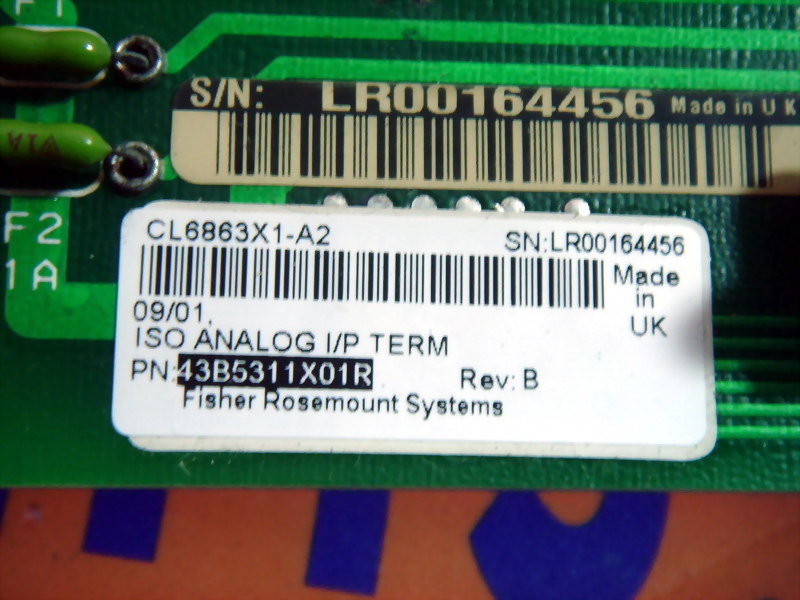 F1
S/N: LR00164456 Made in UK
V1A
F2
1A
CL6863X1-A2 SN:LR00164456
Made
in
UK
09/01,
ISO ANALOG I/P TERM
PN:43B5311X01R Rev: B
Fisher Rosemount Systems